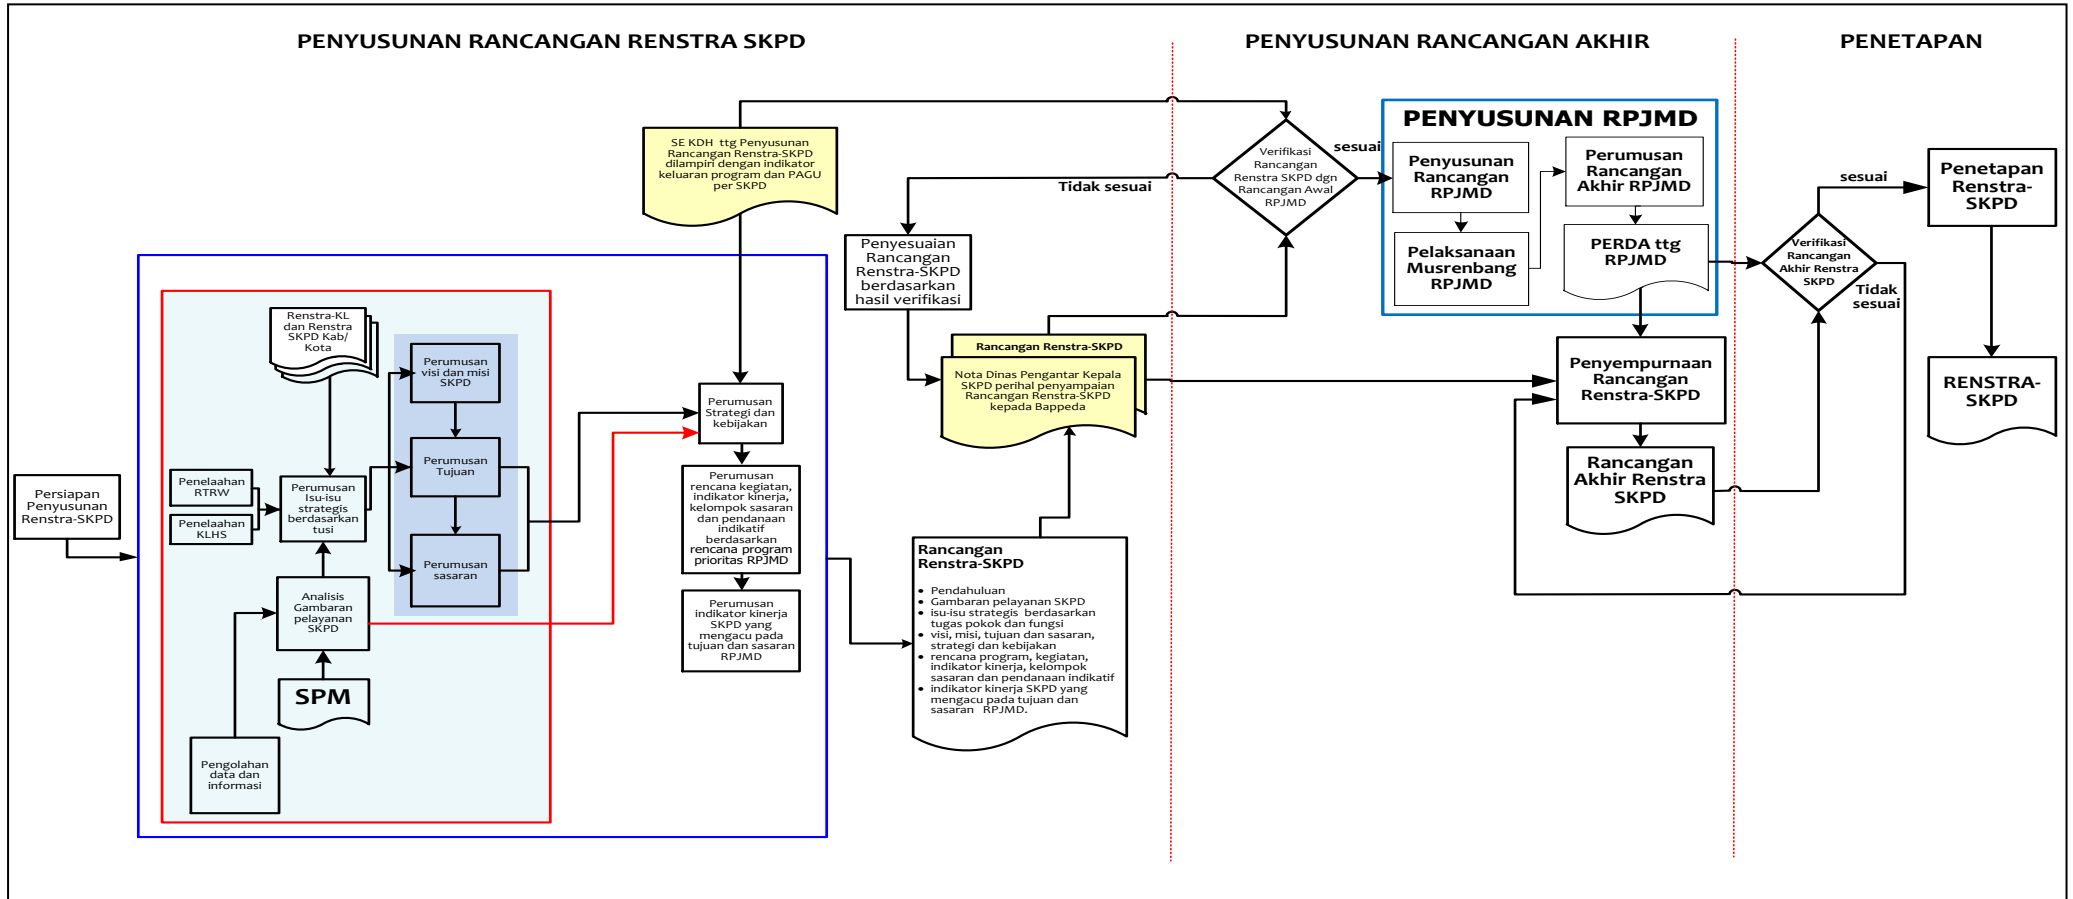 PENYUSUNAN RANCANGAN RENSTRA SKPD
PENYUSUNAN RANCANGAN AKHIR
PENETAPAN
Persiapan
Penyusunan
Renstra-SKPD
Renstra-KL
dan Renstra
SKPD Kab/
Kota
Penelaahan
RTRW
Penelaahan
KLHS
Perumusan
Isu-isu
strategis
berdasarkan
tusi
Analisis
Gambaran
pelayanan
SKPD
SPM
Pengolahan
data dan
informasi
Perumusan
visi dan misi
SKPD
Perumusan
Tujuan
Perumusan
sasaran
SE KDH ttg Penyusunan
Rancangan Renstra-SKPD
dilampiri dengan indikator
keluaran program dan PAGU
per SKPD
Perumusan
Strategi dan
kebijakan
Perumusan
rencana kegiatan,
indikator kinerja,
kelompok sasaran
dan pendanaan
indikatif
berdasarkan
rencana program
prioritas RPJMD
Perumusan
indikator kinerja
SKPD yang
mengacu pada
tujuan dan sasaran
RPJMD
Penyesuaian
Rancangan
Renstra-SKPD
berdasarkan
hasil verifikasi
Rancangan Renstra-SKPD
Nota Dinas Pengantar Kepala
SKPD perihal penyampaian
Rancangan Renstra-SKPD
kepada Bappeda
Rancangan
Renstra-SKPD
• Pendahuluan
• Gambaran pelayanan SKPD
• isu-isu strategis berdasarkan
tugas pokok dan fungsi
• visi, misi, tujuan dan sasaran,
strategi dan kebijakan
• rencana program, kegiatan,
indikator kinerja, kelompok
sasaran dan pendanaan indikatif
• indikator kinerja SKPD yang
mengacu pada tujuan dan
sasaran RPJMD.
Tidak sesuai
Verifikasi
Rancangan
Renstra SKPD dgn
Rancangan Awal
RPJMD
sesuai
PENYUSUNAN RPJMD
Penyusunan
Rancangan
RPJMD
Pelaksanaan
Musrenbang
RPJMD
Perumusan
Rancangan
Akhir RPJMD
PERDA ttg
RPJMD
Penyempurnaan
Rancangan
Renstra-SKPD
Rancangan
Akhir Renstra
SKPD
Verifikasi
Rancangan
Akhir Renstra
SKPD
sesuai
Tidak
sesuai
Penetapan
Renstra-
SKPD
RENSTRA-
SKPD